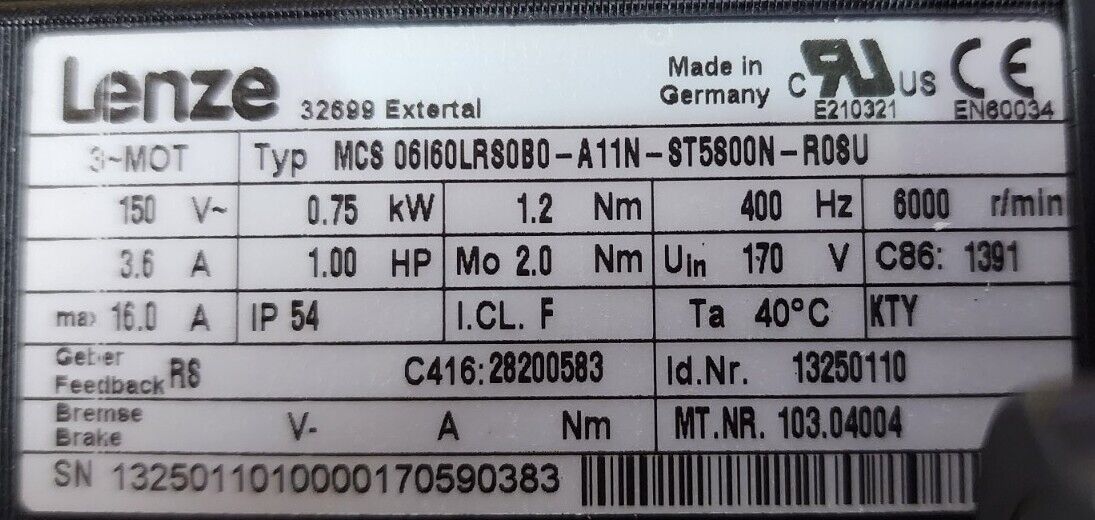 Lenze 32699 Extertal Made in Germany C RU US CE
E210321 EN60034
3~MOT Typ MCS 06I60LRS0B0-A11N-ST5S00N-R0SU
150 V~ 0.75 kW 1.2 Nm 400 Hz 6000 r/min
3.6 A 1.00 HP Mo 2.0 Nm Uin 170 V C86: 1391
max 16.0 A IP 54 I.CL. F Ta 40°C KTY
Geber
Feedback RS C416:28200583 Id.Nr. 13250110
Bremse
Brake V- A Nm MT.NR. 103.04004
SN 13250110100000170590383